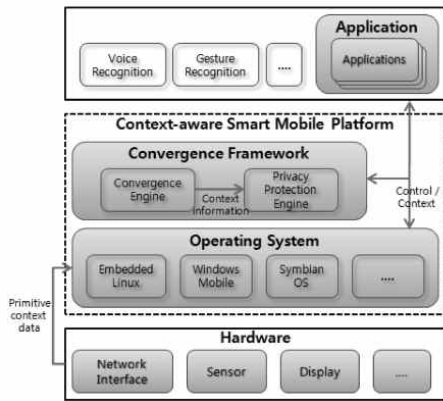 Application
Voice
Recognition
Gesture
Recognition
....
Applications
Context-aware Smart Mobile Platform
Convergence Framework
Convergence
Engine
Context
Information
Privacy
Protection
Engine
Control /
Context
Operating System
Embedded
Linux
Windows
Mobile
Symbian
OS
....
Primitive
context
data
Hardware
Network
Interface
Sensor
Display
....